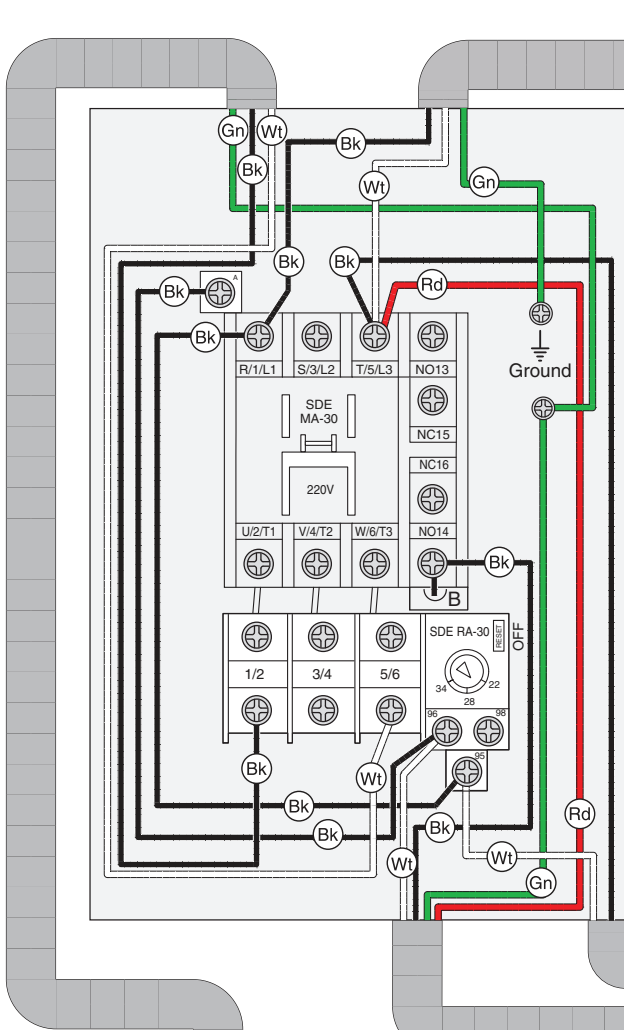 Gn
Wt
Bk
Bk
Wt
Gn
Bk
Bk
Bk
A
Rd
Bk
R/1/L1
S/3/L2
T/5/L3
NO13
Ground
SDE
MA-30
NC15
NC16
220V
U/2/T1
V/4/T2
W/6/T3
NO14
Bk
B
SDE RA-30
RESET
OFF
1/2
3/4
5/6
34
22
28
96
98
95
Bk
Wt
Bk
Rd
Bk
Bk
Wt
Wt
Gn